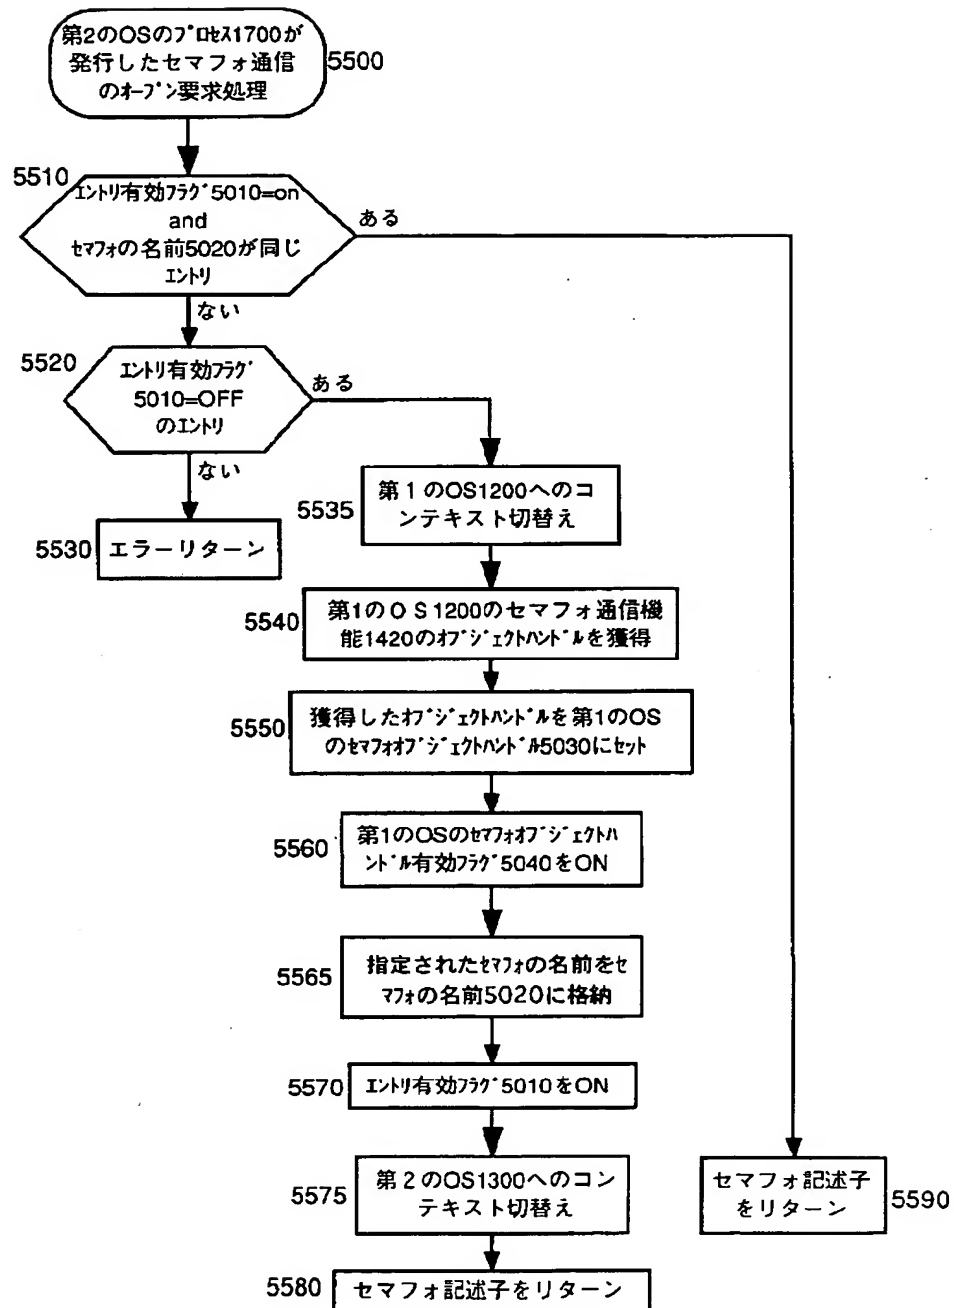 第2のOSのﾌﾟﾛｾｽ1700が
発行したセマフォ通信
のｵｰﾌﾟﾝ要求処理
5500
5510
ｴﾝﾄﾘ有効ﾌﾗｸﾞ5010=on
and
ｾﾏﾌｫの名前5020が同じ
ｴﾝﾄﾘ
ある
ない
5520
ｴﾝﾄﾘ有効ﾌﾗｸﾞ
5010=OFF
のｴﾝﾄﾘ
ある
ない
5530
エラーリターン
5535
第１のOS1200へのコ
ンテキスト切替え
5540
第1のＯＳ1200のセマフォ通信機
能1420のｵﾌﾞｼﾞｪｸﾄﾊﾝﾄﾞﾙを獲得
5550
獲得したｵﾌﾞｼﾞｪｸﾄﾊﾝﾄﾞﾙを第1のOS
のｾﾏﾌｫｵﾌﾞｼﾞｪｸﾄﾊﾝﾄﾞﾙ5030にｾｯﾄ
5560
第1のOSのｾﾏﾌｫｵﾌﾞｼﾞｪｸﾄﾊ
ﾝﾄﾞﾙ有効ﾌﾗｸﾞ5040をON
5565
指定されたｾﾏﾌｫの名前をｾ
ﾏﾌｫの名前5020に格納
5570
ｴﾝﾄﾘ有効ﾌﾗｸﾞ5010をON
5575
第２のOS1300へのコン
テキスト切替え
5580
セマフォ記述子をリターン
セマフォ記述子
をリターン
5590